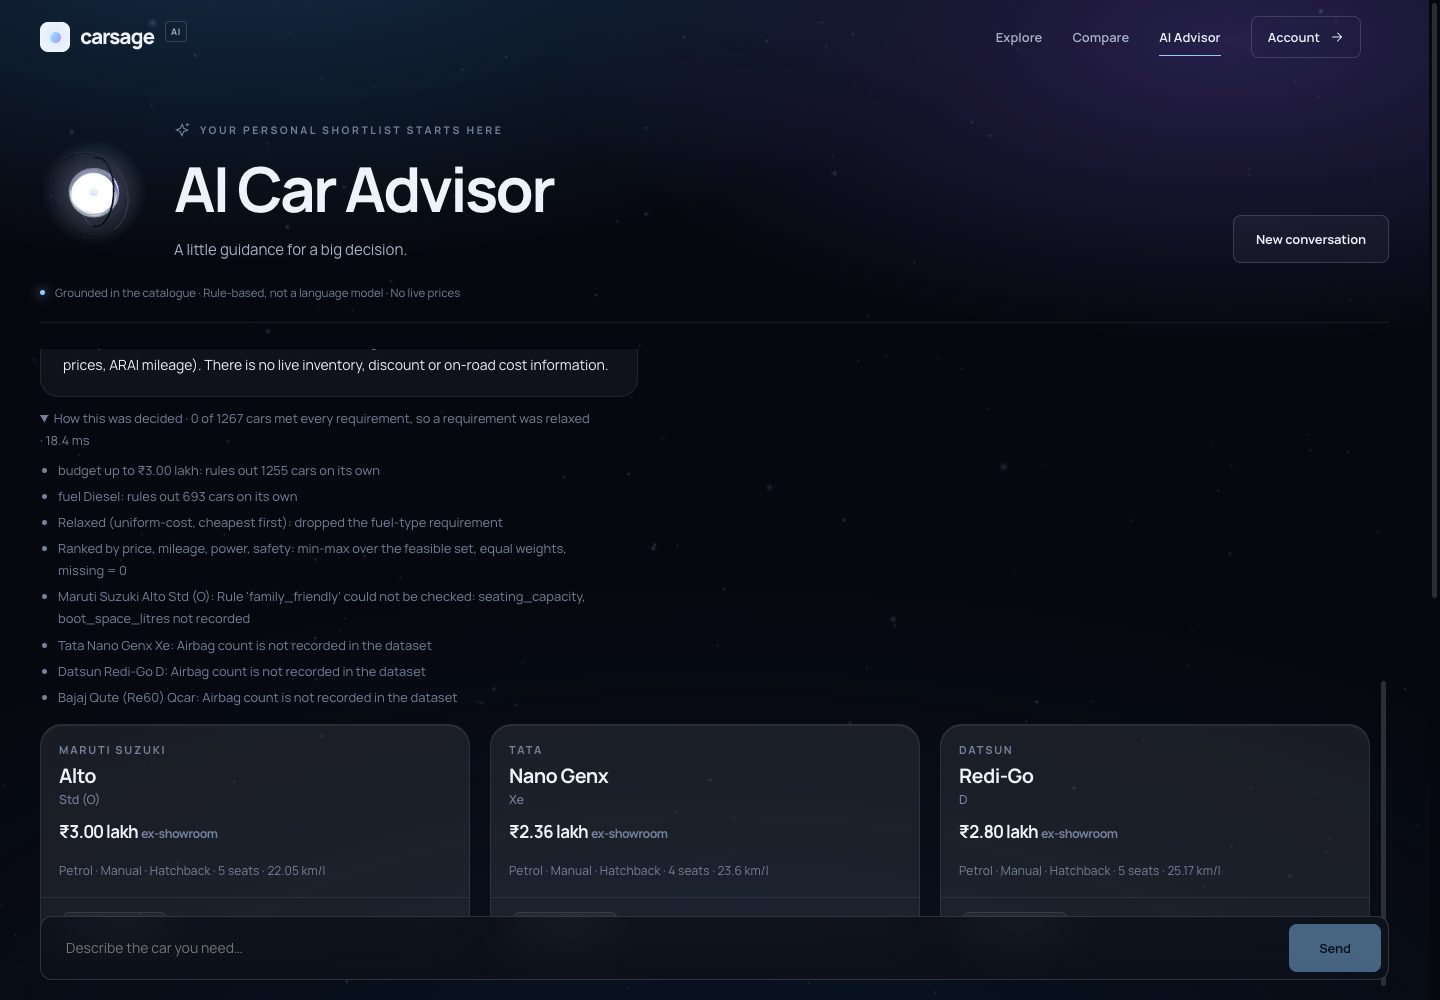 carsage AI
Explore Compare AI Advisor Account →
YOUR PERSONAL SHORTLIST STARTS HERE
AI Car Advisor
A little guidance for a big decision.
New conversation
Grounded in the catalogue · Rule-based, not a language model · No live prices
prices, ARAI mileage). There is no live inventory, discount or on-road cost information.
▼ How this was decided · 0 of 1267 cars met every requirement, so a requirement was relaxed
· 18.4 ms
• budget up to ₹3.00 lakh: rules out 1255 cars on its own
• fuel Diesel: rules out 693 cars on its own
• Relaxed (uniform-cost, cheapest first): dropped the fuel-type requirement
• Ranked by price, mileage, power, safety: min-max over the feasible set, equal weights,
missing = 0
• Maruti Suzuki Alto Std (O): Rule 'family_friendly' could not be checked: seating_capacity,
boot_space_litres not recorded
• Tata Nano Genx Xe: Airbag count is not recorded in the dataset
• Datsun Redi-Go D: Airbag count is not recorded in the dataset
• Bajaj Qute (Re60) Qcar: Airbag count is not recorded in the dataset
MARUTI SUZUKI
Alto
Std (O)
₹3.00 lakh ex-showroom
Petrol · Manual · Hatchback · 5 seats · 22.05 km/l
TATA
Nano Genx
Xe
₹2.36 lakh ex-showroom
Petrol · Manual · Hatchback · 4 seats · 23.6 km/l
DATSUN
Redi-Go
D
₹2.80 lakh ex-showroom
Petrol · Manual · Hatchback · 5 seats · 25.17 km/l
Describe the car you need...
Send